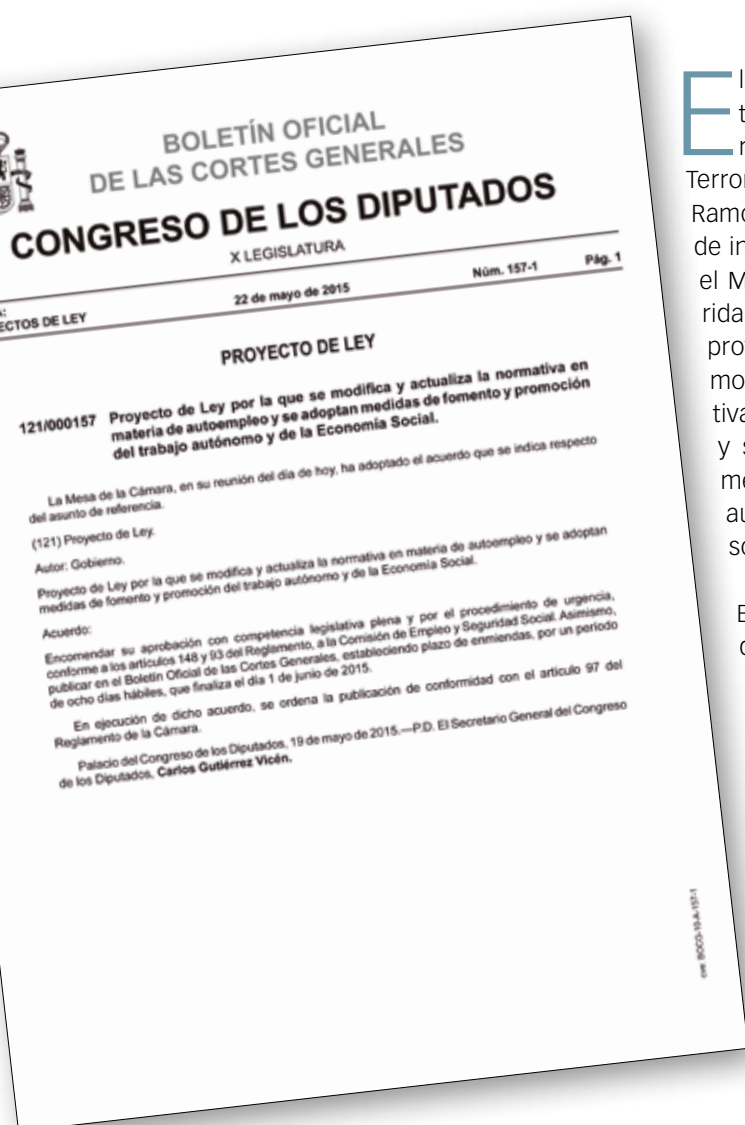 BOLETÍN OFICIAL
DE LAS CORTES GENERALES
CONGRESO DE LOS DIPUTADOS
X LEGISLATURA
ECTOS DE LEY
22 de mayo de 2015
Núm. 157-1
Pág. 1
PROYECTO DE LEY
121/000157 Proyecto de Ley por la que se modifica y actualiza la normativa en
materia de autoempleo y se adoptan medidas de fomento y promoción
del trabajo autónomo y de la Economía Social.
La Mesa de la Cámara, en su reunión del día de hoy, ha adoptado el acuerdo que se indica respecto
del asunto de referencia.
(121) Proyecto de Ley.
Autor: Gobierno.
Proyecto de Ley por la que se modifica y actualiza la normativa en materia de autoempleo y se adoptan
medidas de fomento y promoción del trabajo autónomo y de la Economía Social.
Acuerdo:
Encomendar su aprobación con competencia legislativa plena y por el procedimiento de urgencia,
conforme a los artículos 148 y 93 del Reglamento, a la Comisión de Empleo y Seguridad Social. Asimismo,
publicar en el Boletín Oficial de las Cortes Generales, estableciendo plazo de enmiendas, por un período
de ocho días hábiles, que finaliza el día 1 de junio de 2015.
En ejecución de dicho acuerdo, se ordena la publicación de conformidad con el artículo 97 del
Reglamento de la Cámara.
Palacio del Congreso de los Diputados, 19 de mayo de 2015.—P.D. El Secretario General del Congreso
de los Diputados, Carlos Gutiérrez Vicén.
cve: BOCG-10-A-157-1
El
t
Terror
Ramo
de in
el M
rida
pro
mo
tiva
y s
me
au
so
E